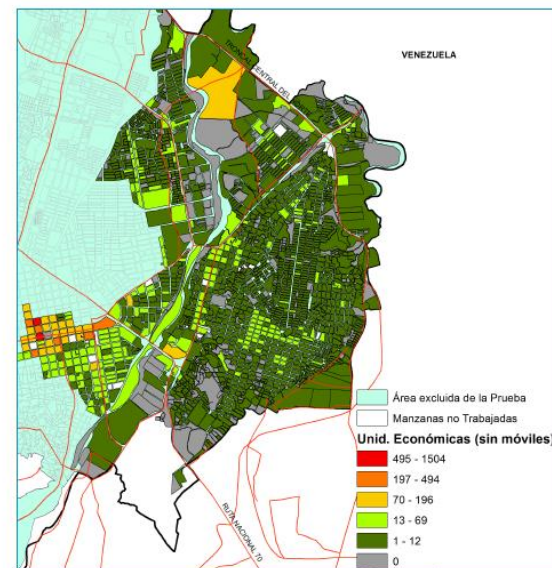 VENEZUELA
TRONCAL CENTRAL DEL
Área excluida de la Prueba
Manzanas no Trabajadas
Unid. Económicas (sin móviles)
495 - 1504
197 - 494
70 - 196
13 - 69
1 - 12
0
RUTA NACIONAL 70